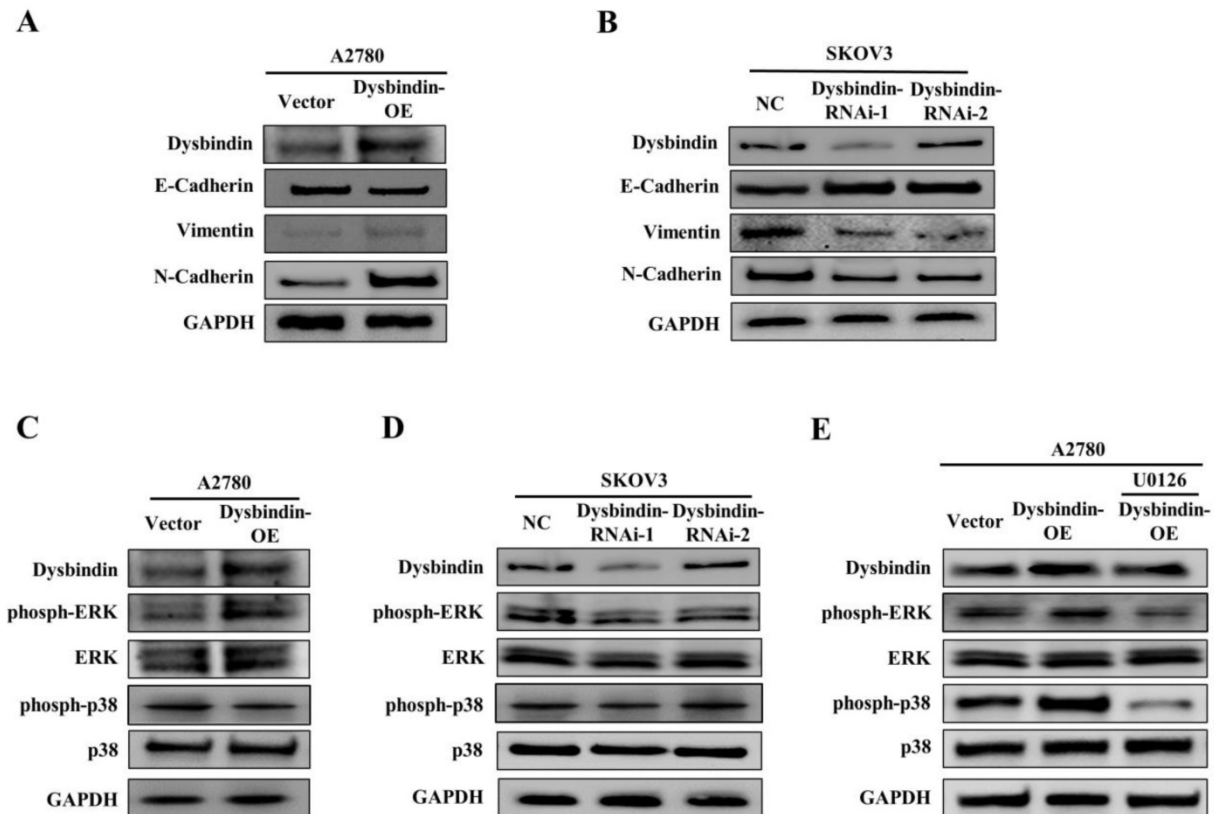 A
A2780
Vector
Dysbindin-
OE
Dysbindin
E-Cadherin
Vimentin
N-Cadherin
GAPDH
B
SKOV3
NC
Dysbindin-
RNAi-1
Dysbindin-
RNAi-2
Dysbindin
E-Cadherin
Vimentin
N-Cadherin
GAPDH
C
A2780
Vector
Dysbindin-
OE
Dysbindin
phosph-ERK
ERK
phosph-p38
p38
GAPDH
D
SKOV3
NC
Dysbindin-
RNAi-1
Dysbindin-
RNAi-2
Dysbindin
phosph-ERK
ERK
phosph-p38
p38
GAPDH
E
A2780
U0126
Vector
Dysbindin-
OE
Dysbindin-
OE
Dysbindin
phosph-ERK
ERK
phosph-p38
p38
GAPDH